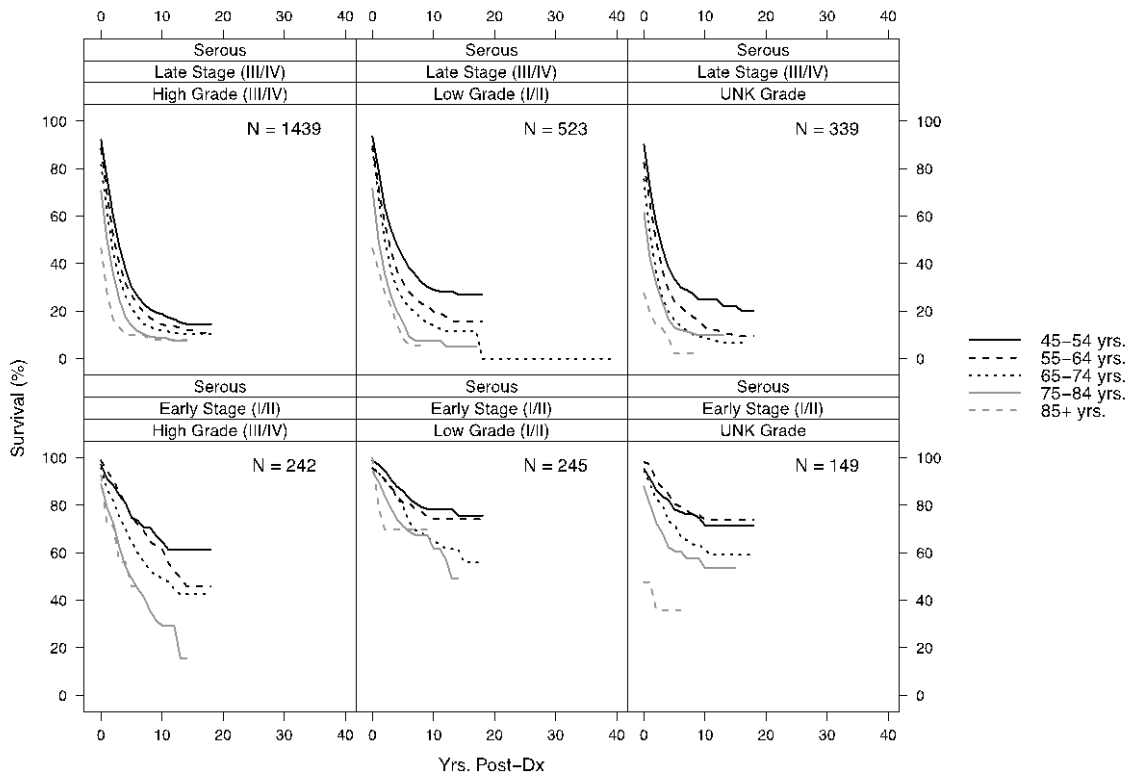 0 10 20 30 40 0 10 20 30 40 0 10 20 30 40
Serous Serous Serous
Late Stage (III/IV) Late Stage (III/IV) Late Stage (III/IV)
High Grade (III/IV) Low Grade (I/II) UNK Grade
N = 1439 N = 523 N = 339
100 100
80 80
60 60
40 40
20 20
0 0
Serous Serous Serous
Early Stage (I/II) Early Stage (I/II) Early Stage (I/II)
High Grade (III/IV) Low Grade (I/II) UNK Grade
N = 242 N = 245 N = 149
100 100
80 80
60 60
40 40
20 20
0 0
0 10 20 30 40 0 10 20 30 40 0 10 20 30 40
Survival (%)
Yrs. Post-Dx
45-54 yrs.
55-64 yrs.
65-74 yrs.
75-84 yrs.
85+ yrs.